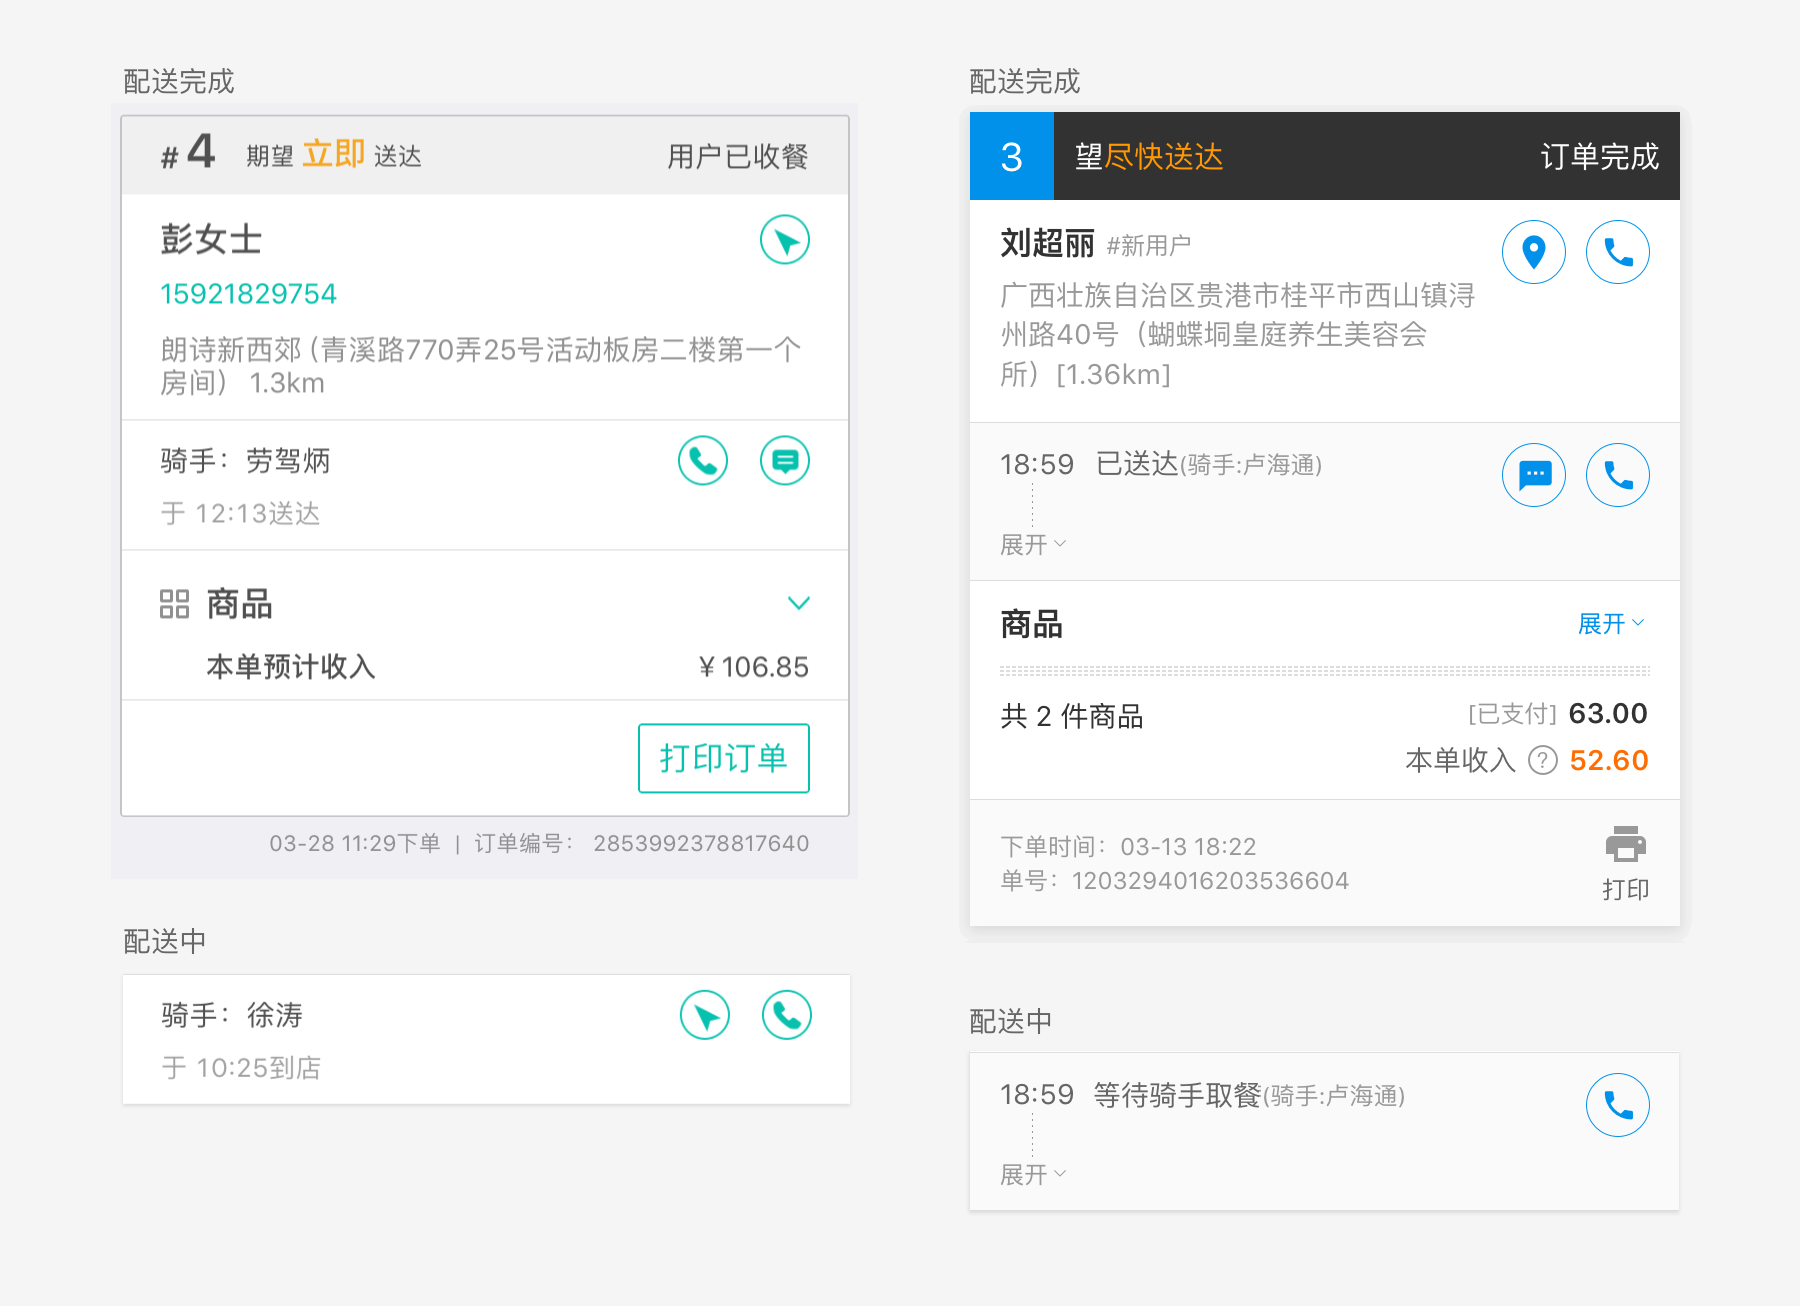 配送完成
#4 期望 立即 送达 用户已收餐
彭女士
15921829754
朗诗新西郊 (青溪路770弄25号活动板房二楼第一个
房间） 1.3km
骑手： 劳驾炳
于 12:13送达
商品
本单预计收入 ¥106.85
打印订单
03-28 11:29下单 | 订单编号： 2853992378817640
配送中
骑手： 徐涛
于 10:25到店
配送完成
3 望尽快送达 订单完成
刘超丽 #新用户
广西壮族自治区贵港市桂平市西山镇浔
州路40号（蝴蝶垌皇庭养生美容会
所）[1.36km]
18:59 已送达(骑手:卢海通)
展开
商品 展开
共 2 件商品 [已支付] 63.00
本单收入 ? 52.60
下单时间：03-13 18:22
单号：1203294016203536604
打印
配送中
18:59 等待骑手取餐(骑手:卢海通)
展开